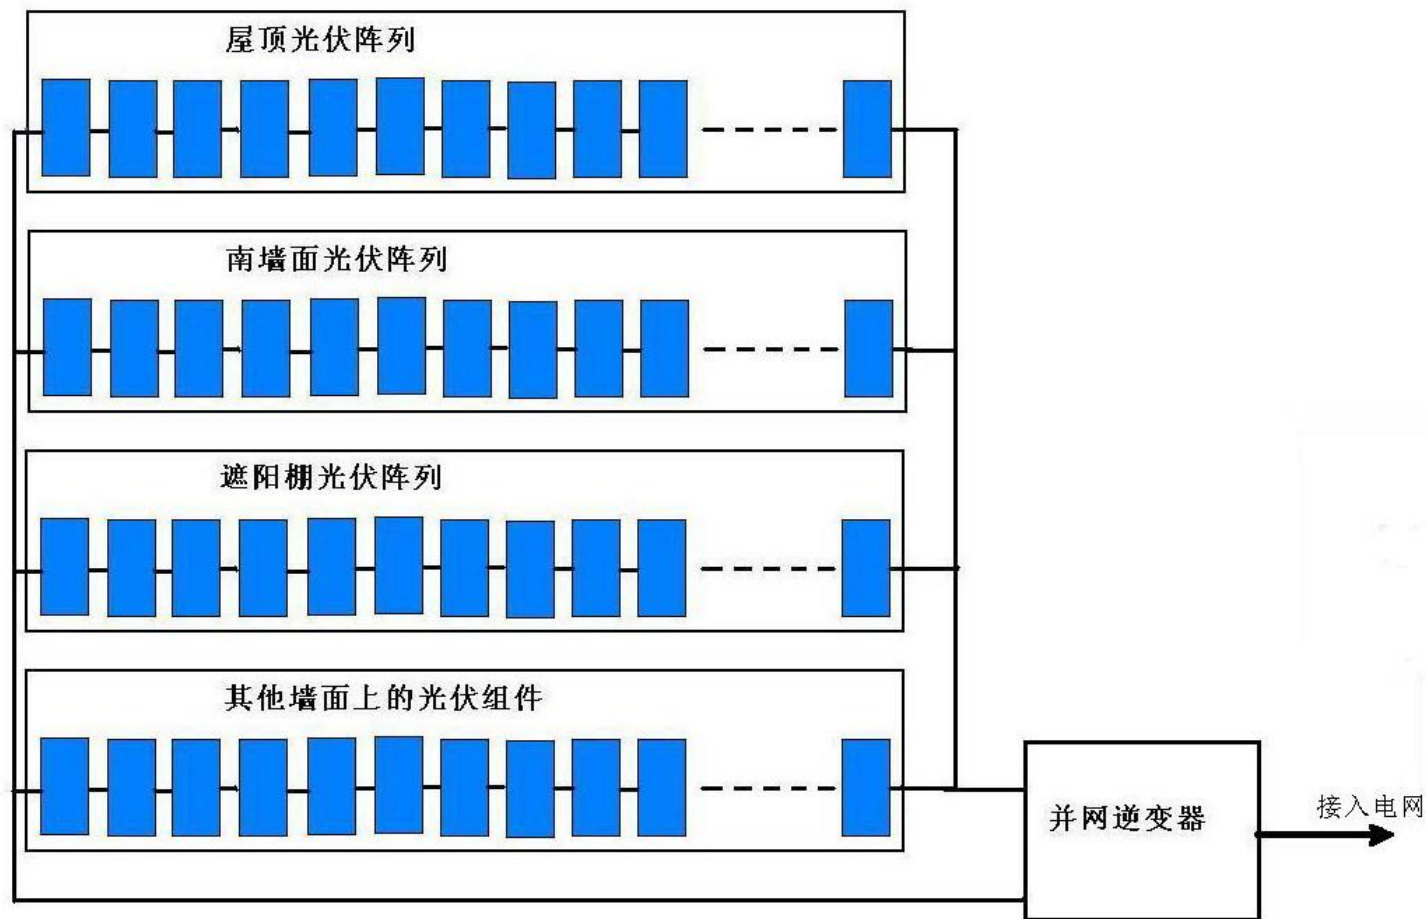 屋顶光伏阵列
南墙面光伏阵列
遮阳棚光伏阵列
其他墙面上的光伏组件
并网逆变器
接入电网